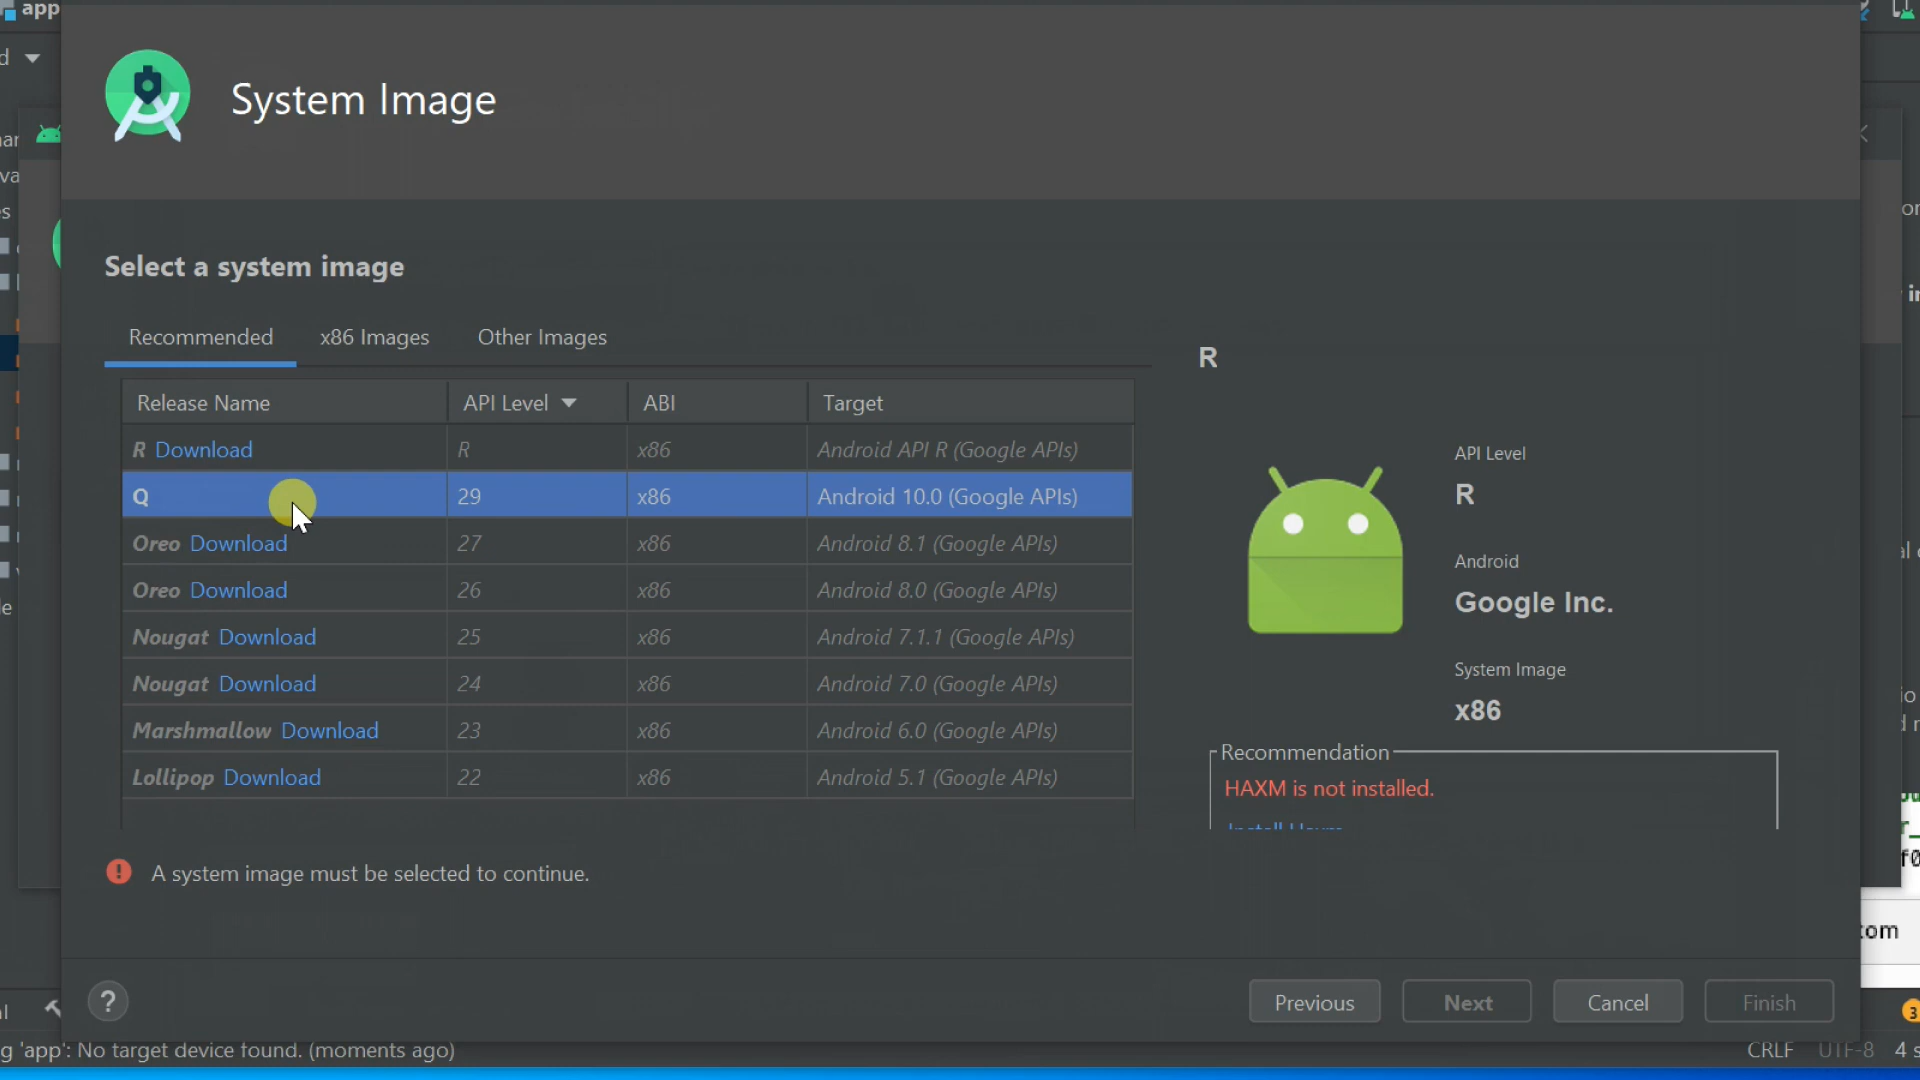 app
System Image
Select a system image
Recommended x86 Images Other Images
Release Name API Level ABI Target
R Download R x86 Android API R (Google APIs)
Q 29 x86 Android 10.0 (Google APIs)
Oreo Download 27 x86 Android 8.1 (Google APIs)
Oreo Download 26 x86 Android 8.0 (Google APIs)
Nougat Download 25 x86 Android 7.1.1 (Google APIs)
Nougat Download 24 x86 Android 7.0 (Google APIs)
Marshmallow Download 23 x86 Android 6.0 (Google APIs)
Lollipop Download 22 x86 Android 5.1 (Google APIs)
R
API Level
R
Android
Google Inc.
System Image
x86
Recommendation
HAXM is not installed.
Install Haxm
A system image must be selected to continue.
com
? Previous Next Cancel Finish
3
g 'app': No target device found. (moments ago) CRLF UTF-8 4 s